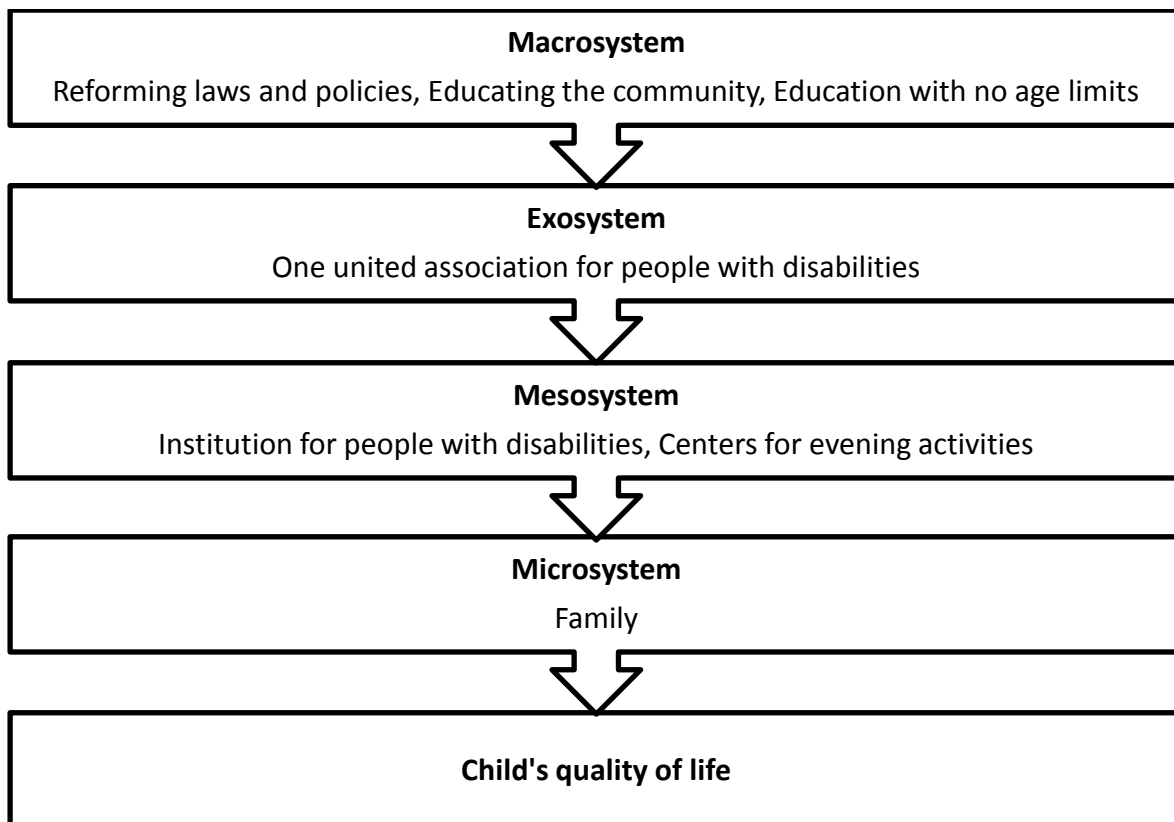 Macrosystem
Reforming laws and policies, Educating the community, Education with no age limits
Exosystem
One united association for people with disabilities
Mesosystem
Institution for people with disabilities, Centers for evening activities
Microsystem
Family
Child's quality of life